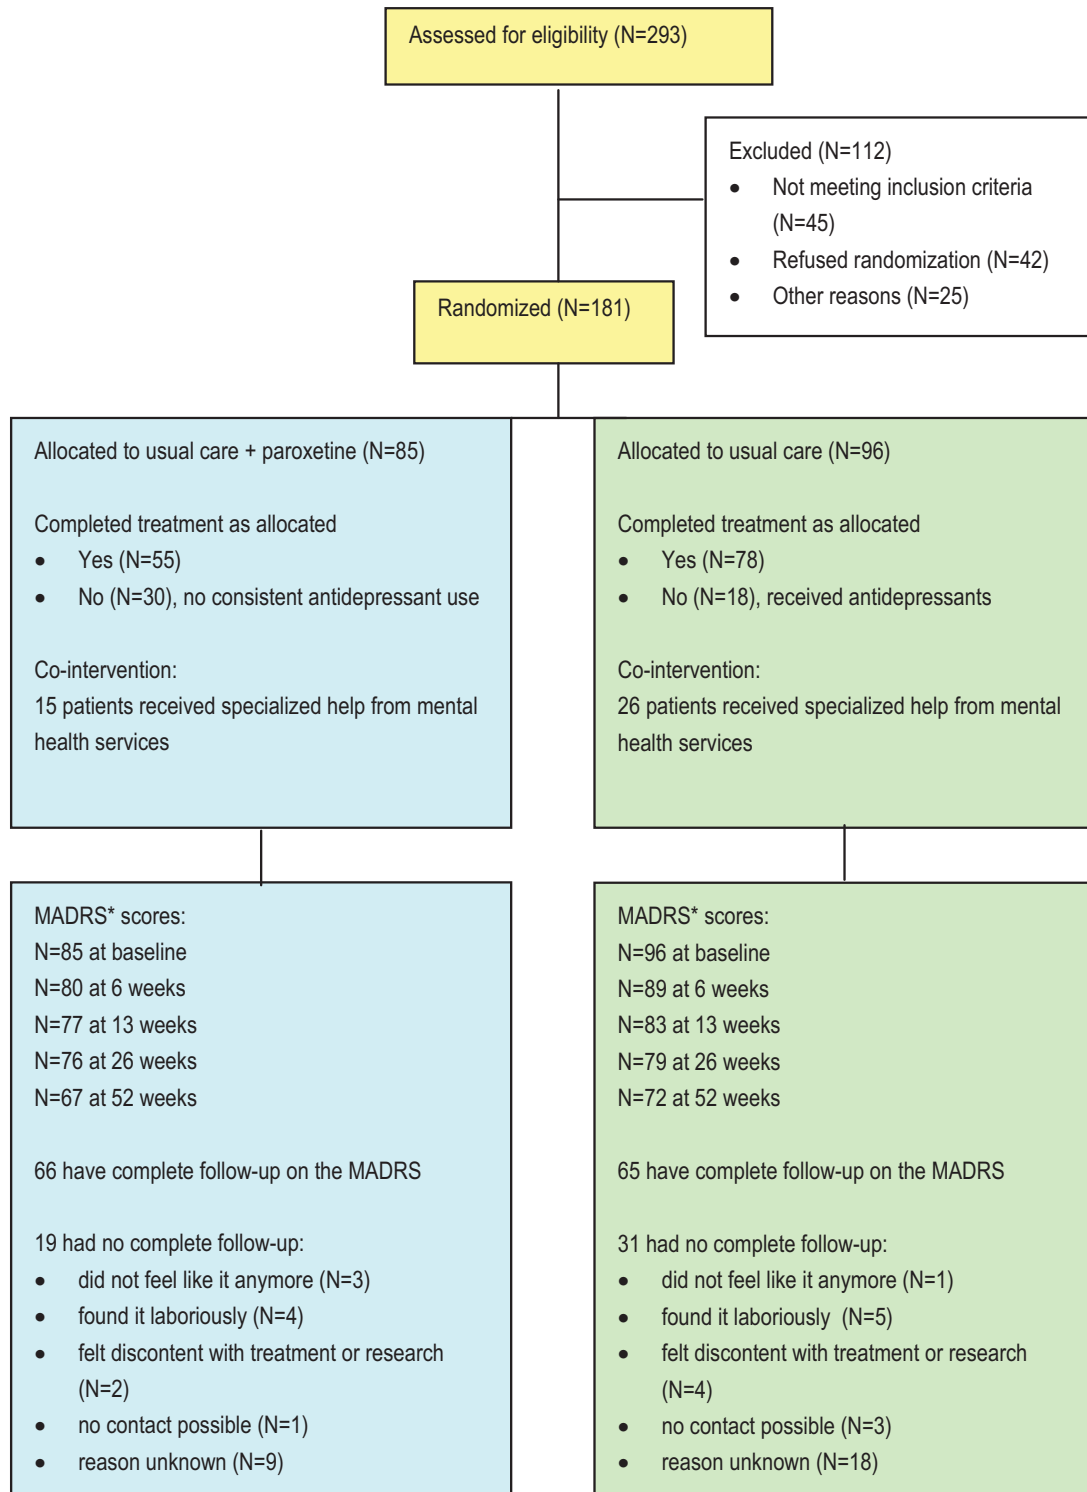 Assessed for eligibility (N=293)
Excluded (N=112)
• Not meeting inclusion criteria
(N=45)
• Refused randomization (N=42)
• Other reasons (N=25)
Randomized (N=181)
Allocated to usual care + paroxetine (N=85)
Completed treatment as allocated
• Yes (N=55)
• No (N=30), no consistent antidepressant use
Co-intervention:
15 patients received specialized help from mental
health services
Allocated to usual care (N=96)
Completed treatment as allocated
• Yes (N=78)
• No (N=18), received antidepressants
Co-intervention:
26 patients received specialized help from mental
health services
MADRS* scores:
N=85 at baseline
N=80 at 6 weeks
N=77 at 13 weeks
N=76 at 26 weeks
N=67 at 52 weeks
66 have complete follow-up on the MADRS
19 had no complete follow-up:
• did not feel like it anymore (N=3)
• found it laboriously (N=4)
• felt discontent with treatment or research
(N=2)
• no contact possible (N=1)
• reason unknown (N=9)
MADRS* scores:
N=96 at baseline
N=89 at 6 weeks
N=83 at 13 weeks
N=79 at 26 weeks
N=72 at 52 weeks
65 have complete follow-up on the MADRS
31 had no complete follow-up:
• did not feel like it anymore (N=1)
• found it laboriously (N=5)
• felt discontent with treatment or research
(N=4)
• no contact possible (N=3)
• reason unknown (N=18)